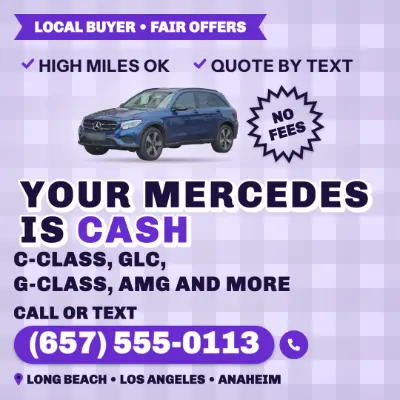 LOCAL BUYER • FAIR OFFERS
HIGH MILES OK
QUOTE BY TEXT
NO
FEES
YOUR MERCEDES
IS CASH
C-CLASS, GLC,
G-CLASS, AMG AND MORE
CALL OR TEXT
(657) 555-0113
LONG BEACH • LOS ANGELES • ANAHEIM